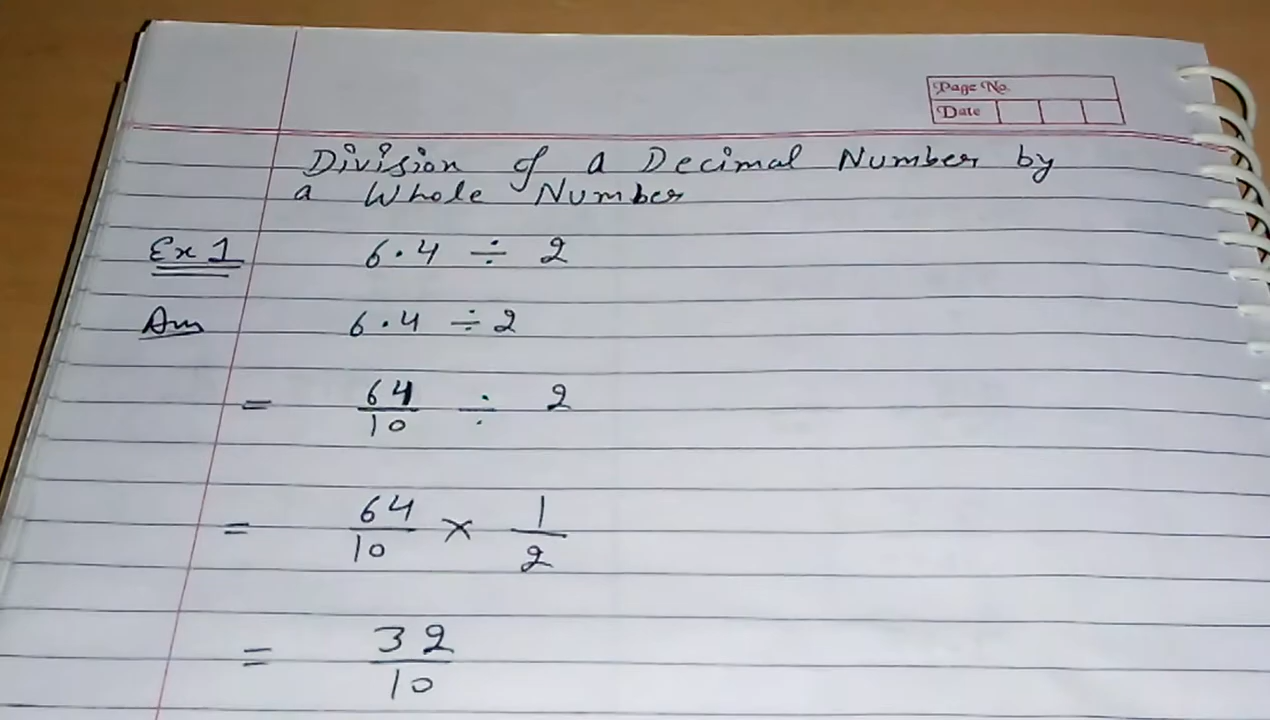 Page No.
Date
Division of a Decimal Number by
a Whole Number
Ex 1 6.4 ÷ 2
Ans 6.4 ÷ 2
= 64/10 ÷ 2
= 64/10 × 1/2
= 32/10